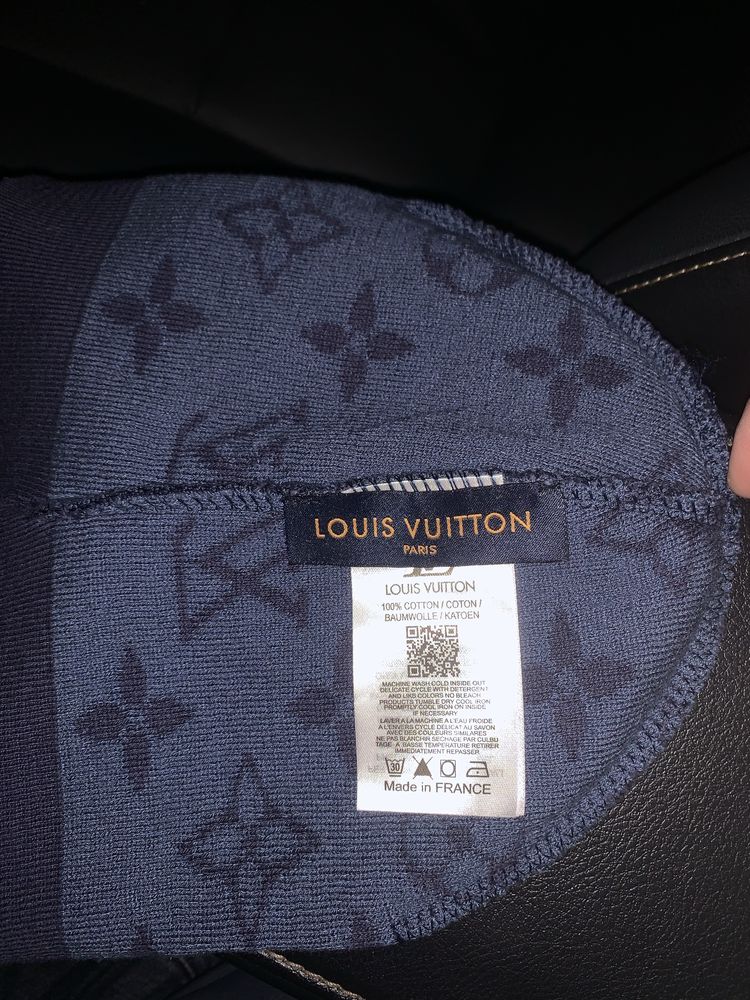 LOUIS VUITTON
PARIS
LOUIS VUITTON
100% COTTON / COTON /
BAUMWOLLE / KATOEN
MACHINE WASH COLD INSIDE OUT
DELICATE CYCLE WITH DETERGENT
AND LIKE COLORS NO BLEACH
PRODUCTS TUMBLE DRY COOL IRON
PROMPTLY COOL IRON ON INSIDE
IF NECESSARY
LAVER A LA MACHINE A L'EAU FROIDE
A L'ENVERS CYCLE DELICAT AU SAVON
AVEC DES COULEURS SIMILAIRES
NE PAS BLANCHIR SECHAGE PAR CULBU
TAGE A BASSE TEMPERATURE RETIRER
IMMEDIATEMENT REPASSER
30
Made in FRANCE